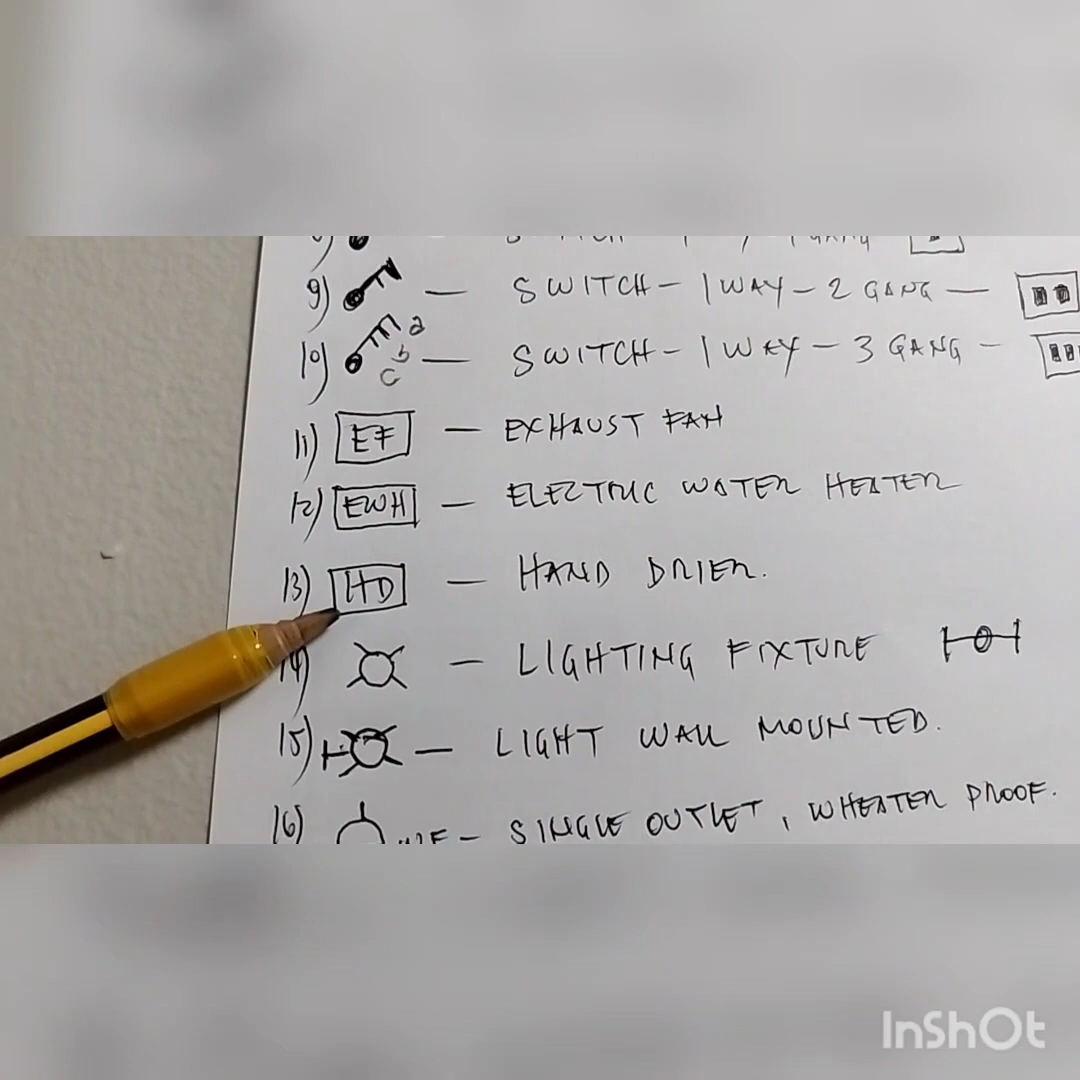 9) — SWITCH - 1 WAY - 2 GANG —
10) a b c — SWITCH - 1 WAY - 3 GANG -
11) EF — EXHAUST FAN
12) EWH — ELECTRIC WATER HEATER
13) HD — HAND DRIER.
14) — LIGHTING FIXTURE
15) — LIGHT WALL MOUNTED.
16) — SINGLE OUTLET, WHEATER PROOF.
InShOt